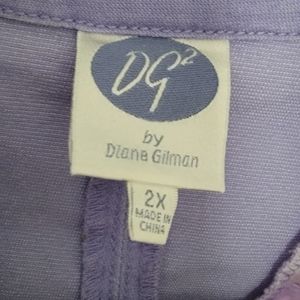 DG²
by
Diane Gilman
2X
MADE IN
CHINA